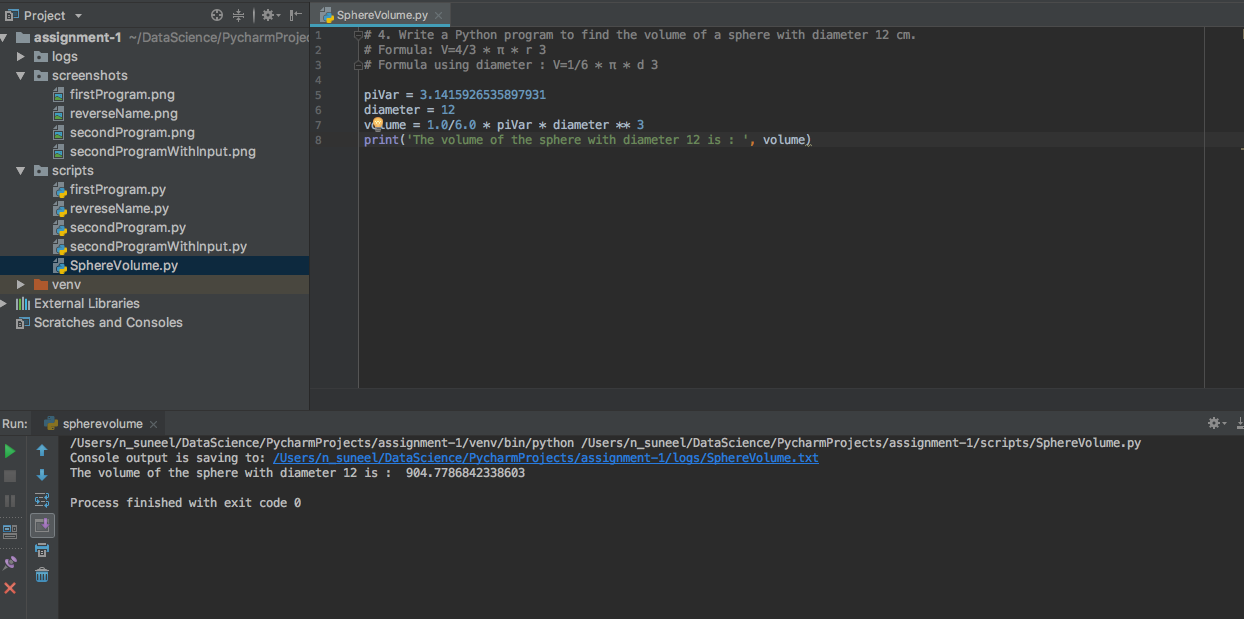 Project
assignment-1 ~/DataScience/PycharmProjec
logs
screenshots
firstProgram.png
reverseName.png
secondProgram.png
secondProgramWithInput.png
scripts
firstProgram.py
revreseName.py
secondProgram.py
secondProgramWithInput.py
SphereVolume.py
venv
External Libraries
Scratches and Consoles
SphereVolume.py
1 # 4. Write a Python program to find the volume of a sphere with diameter 12 cm.
2 # Formula: V=4/3 * π * r 3
3 # Formula using diameter : V=1/6 * π * d 3
4
5 piVar = 3.1415926535897931
6 diameter = 12
7 volume = 1.0/6.0 * piVar * diameter ** 3
8 print('The volume of the sphere with diameter 12 is : ', volume)
Run: spherevolume
/Users/n_suneel/DataScience/PycharmProjects/assignment-1/venv/bin/python /Users/n_suneel/DataScience/PycharmProjects/assignment-1/scripts/SphereVolume.py
Console output is saving to: /Users/n_suneel/DataScience/PycharmProjects/assignment-1/logs/SphereVolume.txt
The volume of the sphere with diameter 12 is :  904.7786842338603
Process finished with exit code 0